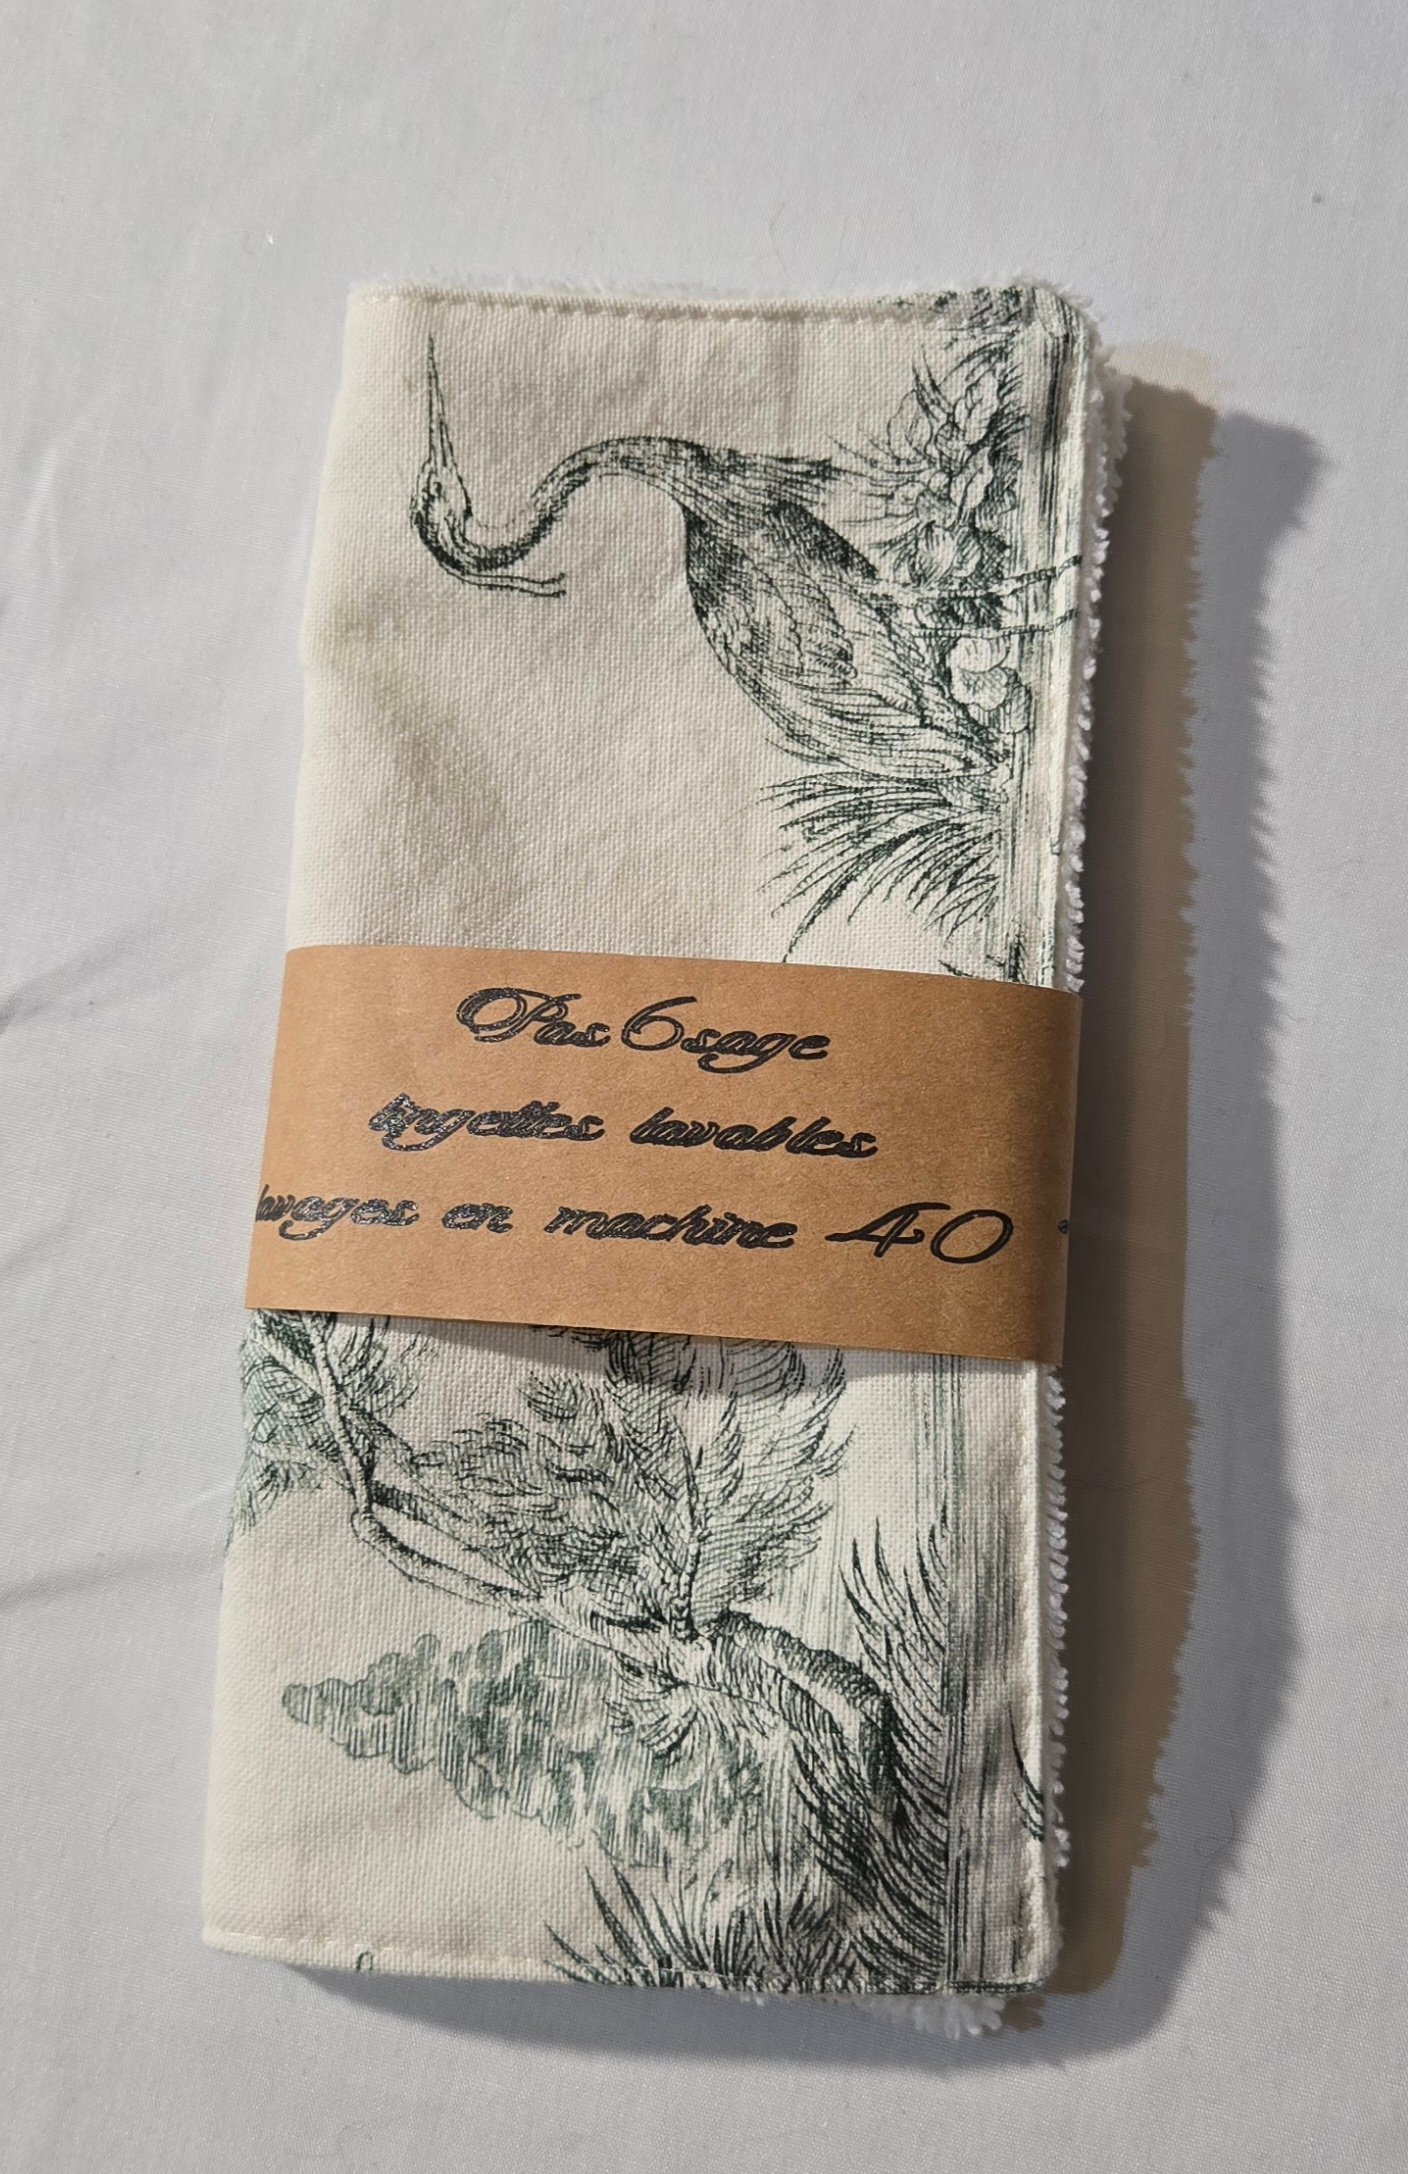 Pas6sage
lingettes lavables
lavages en machine 40 °